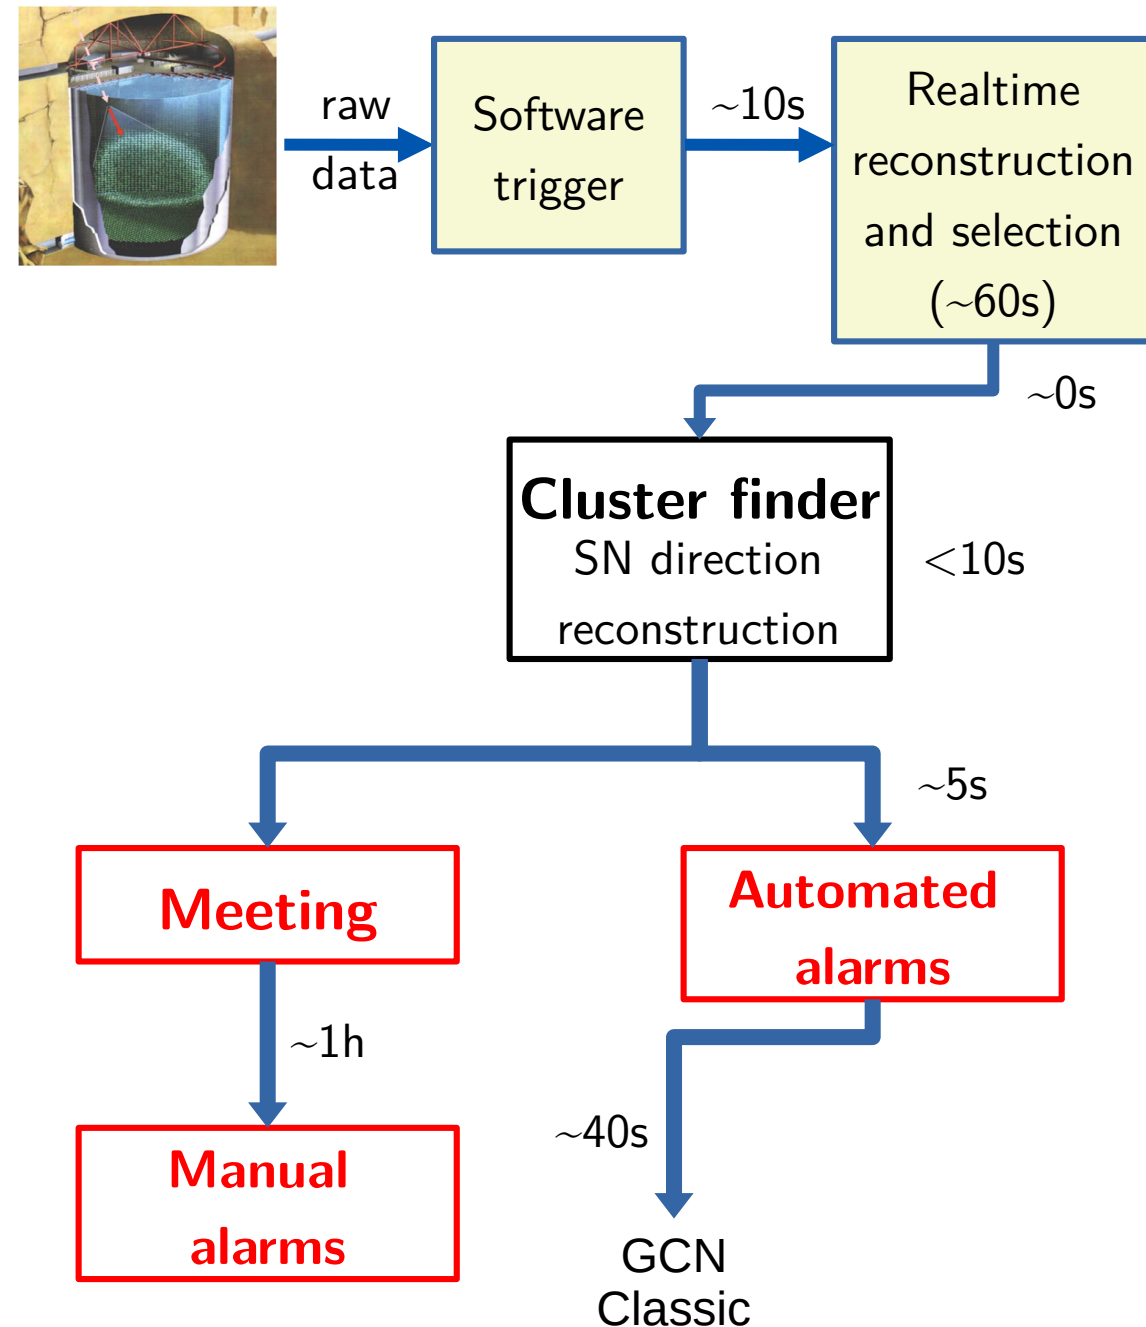 raw
data
Software
trigger
~10s
Realtime
reconstruction
and selection
(~60s)
~0s
Cluster finder
SN direction
reconstruction
<10s
~5s
Meeting
Automated
alarms
~1h
~40s
Manual
alarms
GCN
Classic